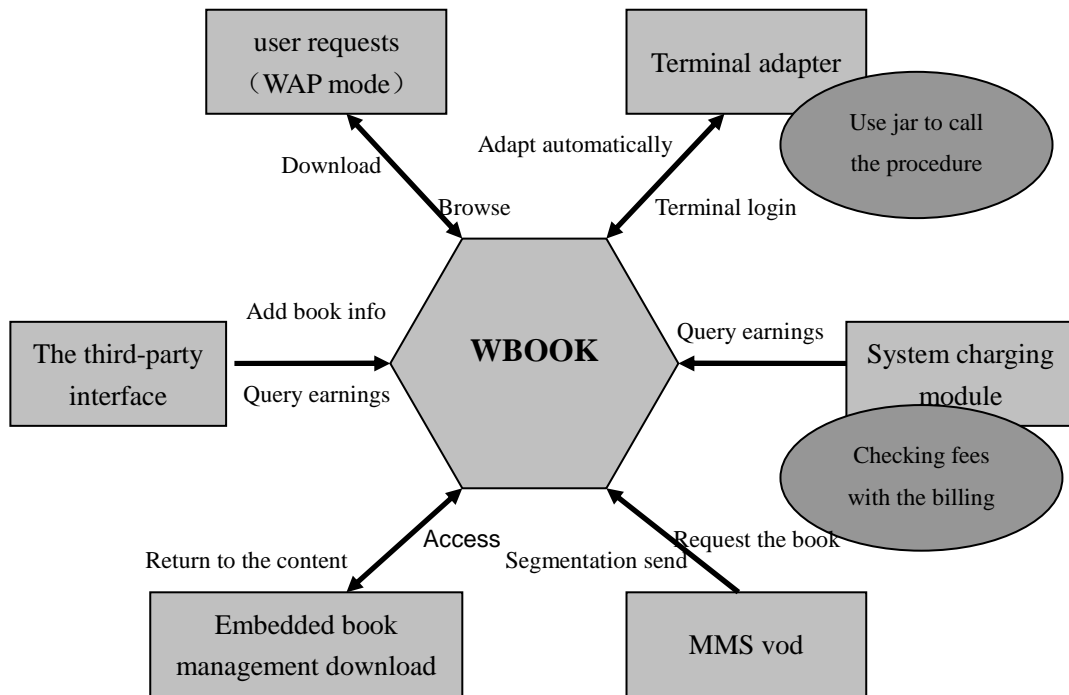 user requests
（WAP mode）
Terminal adapter
Use jar to call
the procedure
Adapt automatically
Download
Browse
Terminal login
Add book info
The third-party
interface
Query earnings
WBOOK
Query earnings
System charging
module
Checking fees
with the billing
Return to the content
Access
Segmentation send
Request the book
Embedded book
management download
MMS vod